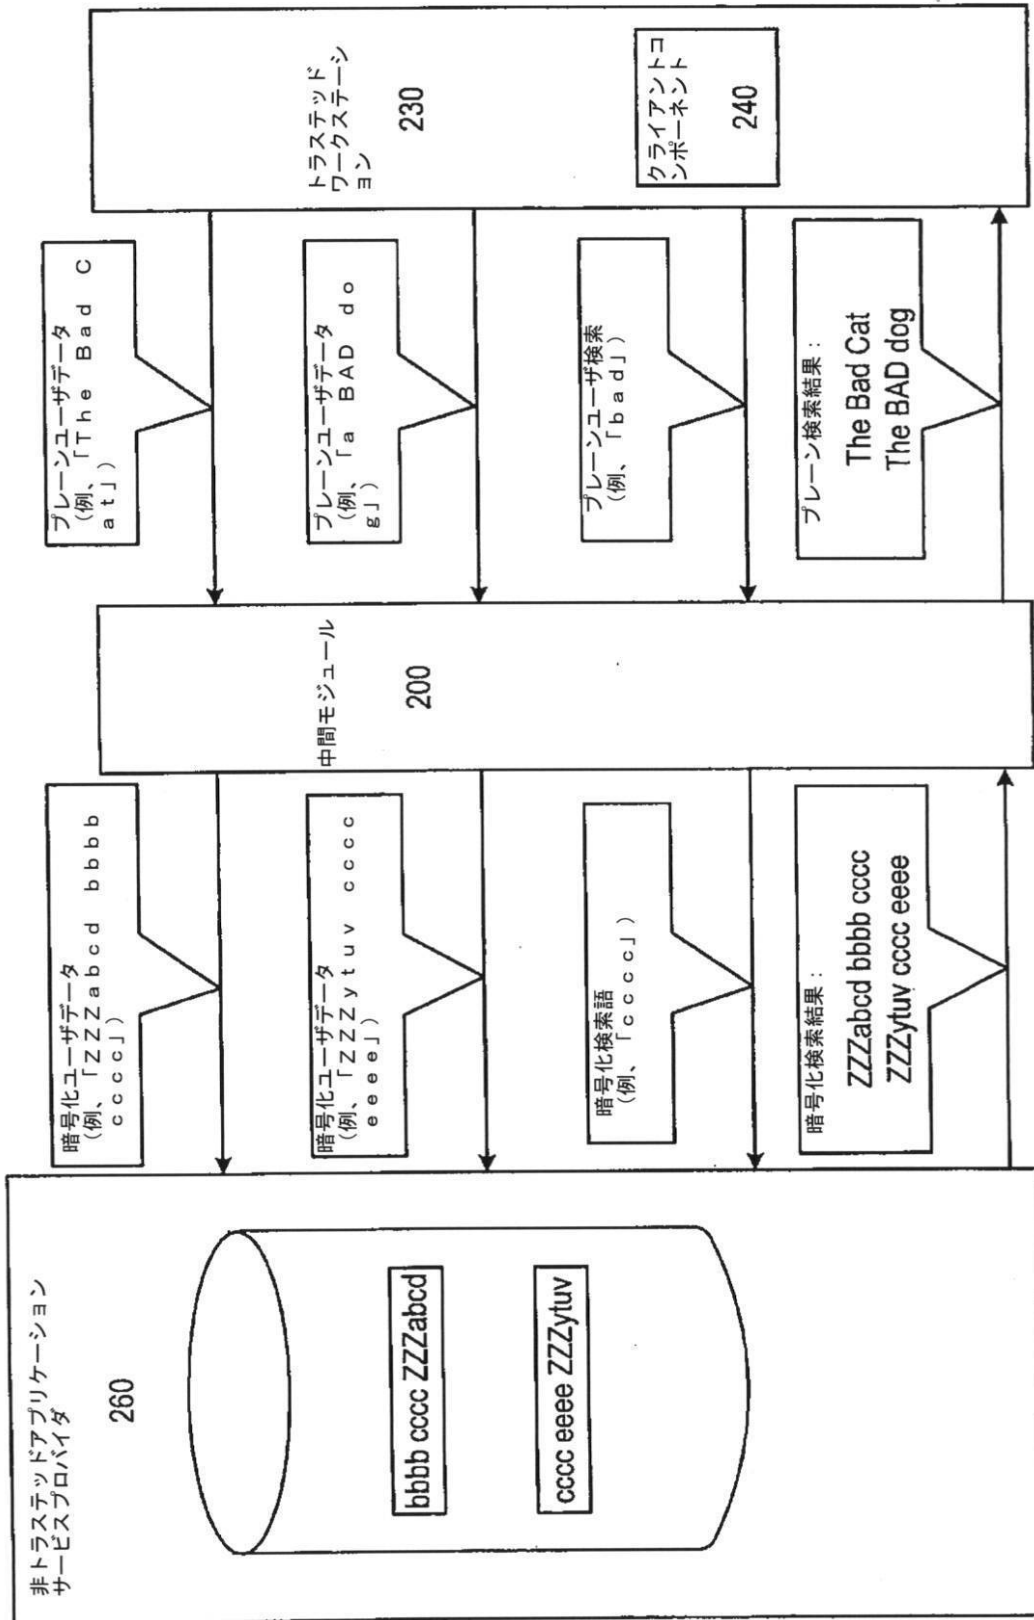 非トラステッドアプリケーション
サービスプロバイダ
260
bbbb cccc ZZZabcd
cccc eeee ZZZytuv
暗号化ユーザデータ
(例、「ZZZabcd bbbb
cccc」)
暗号化ユーザデータ
(例、「ZZZytuv cccc
eeee」)
暗号化検索語
(例、「cccc」)
暗号化検索結果:
ZZZabcd bbbb cccc
ZZZytuv cccc eeee
中間モジュール
200
プレーンユーザデータ
(例、「The Bad C
at」)
プレーンユーザデータ
(例、「a BAD do
g」)
プレーンユーザ検索
(例、「bad」)
プレーン検索結果:
The Bad Cat
The BAD dog
トラステッド
ワークステーシ
ョン
230
クライアントコ
ンポーネント
240